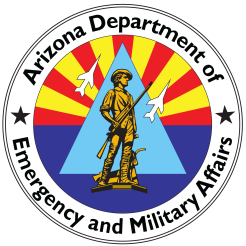 Arizona Department of
Emergency and Military Affairs